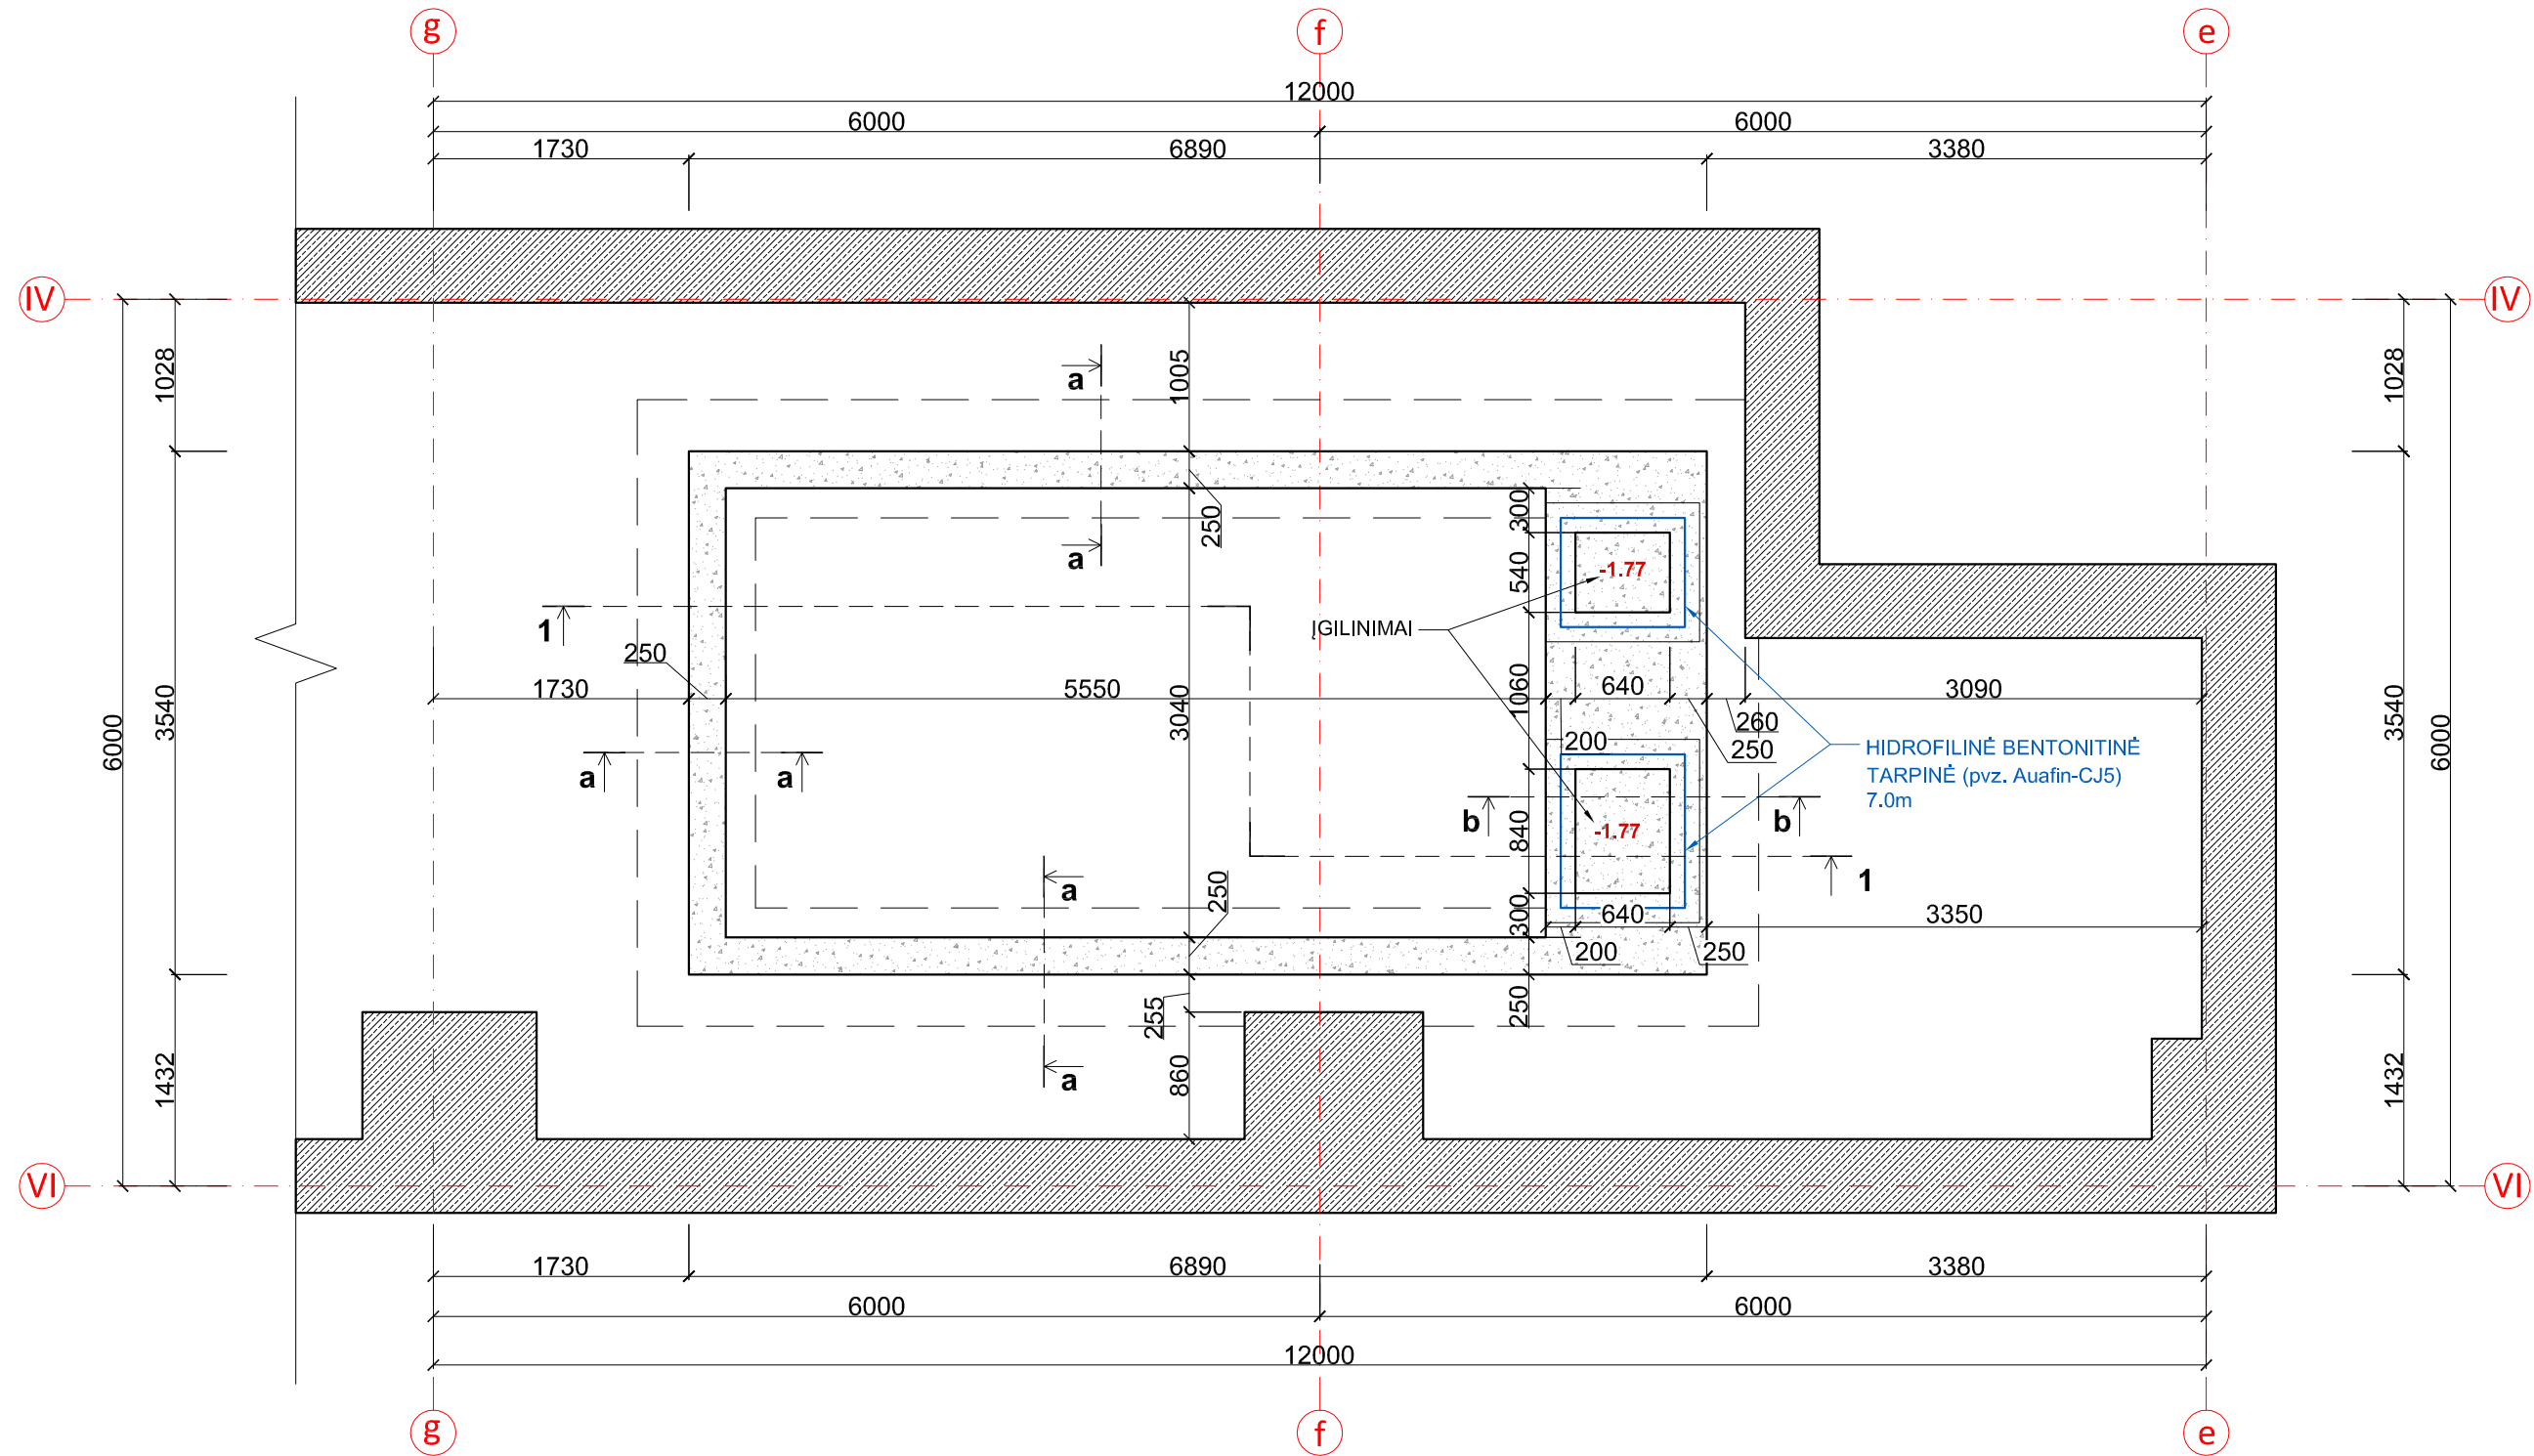 g
f
e
12000
6000
6000
1730
6890
3380
IV
IV
1028
1005
1028
a
a
250
300
540
-1.77
1
ĮGILINIMAI
250
1730
5550
3040
1060
640
3090
260
250
6000
3540
3540
6000
200
HIDROFILINĖ BENTONITINĖ
TARPINĖ (pvz. Auafin-CJ5)
7.0m
a
a
b
b
840
-1.77
1
a
250
300
640
3350
200
250
255
250
860
a
1432
1432
VI
VI
1730
6890
3380
6000
6000
12000
g
f
e